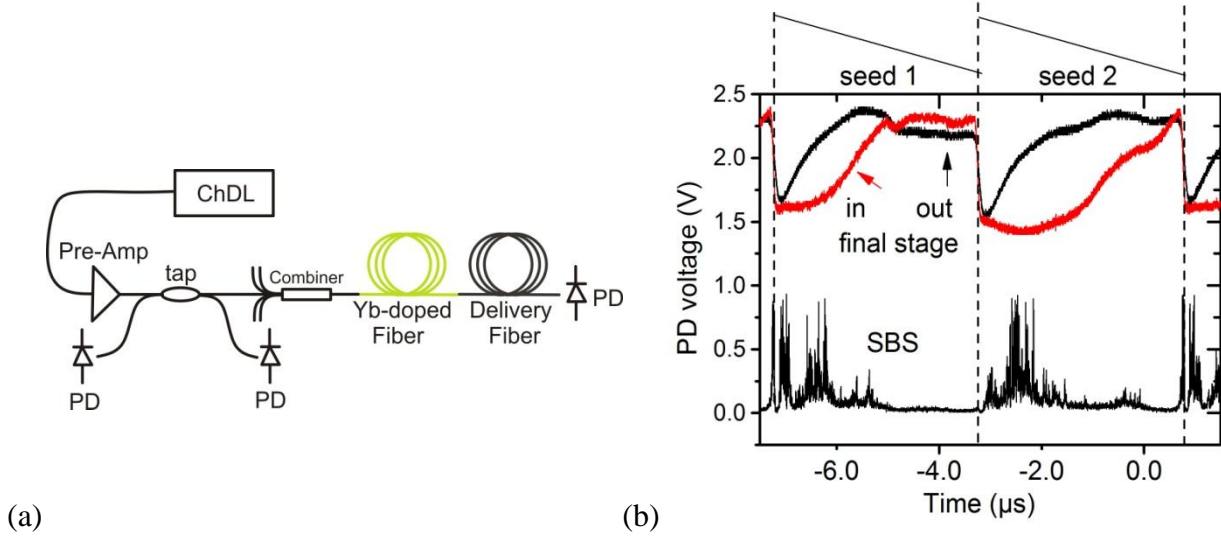 ChDL
Pre-Amp
tap
Combiner
PD
Yb-doped
Fiber
Delivery
Fiber
PD
PD
(a)
seed 1
seed 2
2.5
2.0
1.5
1.0
0.5
0.0
PD voltage (V)
in
out
final stage
SBS
-6.0
-4.0
-2.0
0.0
Time (µs)
(b)